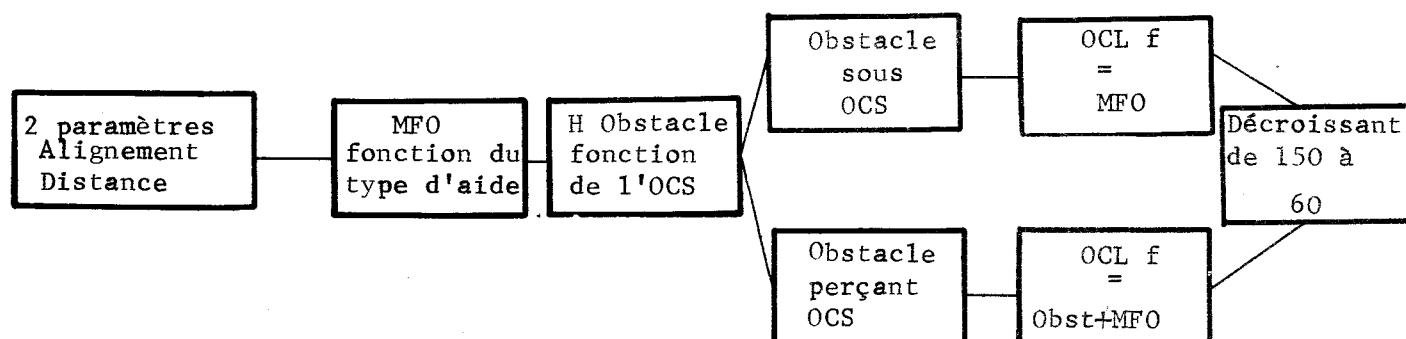 2 paramètres
Alignement
Distance
MFO
fonction du
type d'aide
H Obstacle
fonction
de l'OCS
Obstacle
sous
OCS
OCL f
=
MFO
Obstacle
perçant
OCS
OCL f
=
Obst+MFO
Décroissant
de 150 à
60